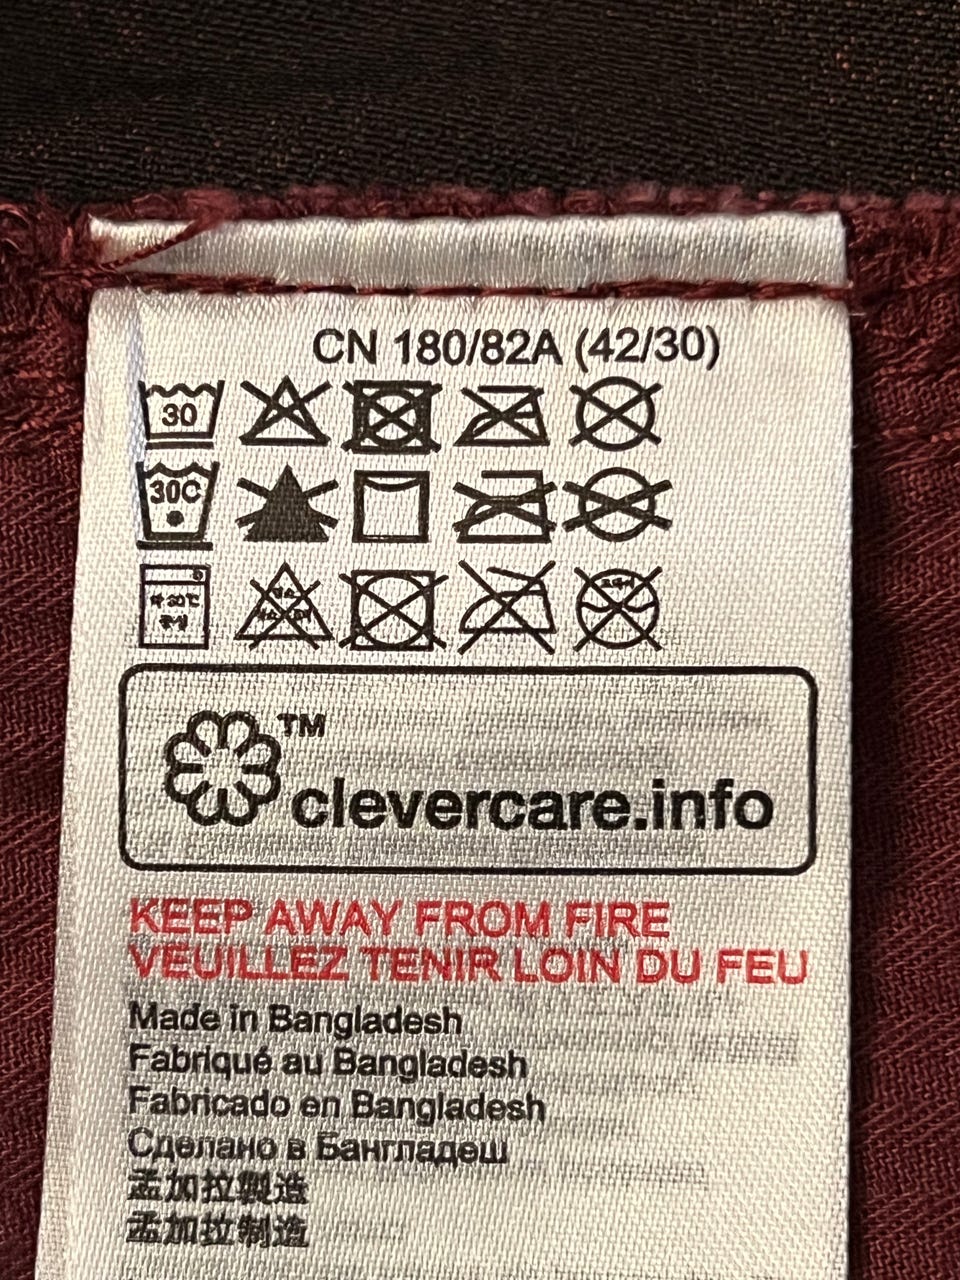 CN 180/82A (42/30)
30
30C
clevercare.info™
KEEP AWAY FROM FIRE
VEUILLEZ TENIR LOIN DU FEU
Made in Bangladesh
Fabriqué au Bangladesh
Fabricado en Bangladesh
Сделано в Бангладеш
孟加拉製造
孟加拉制造